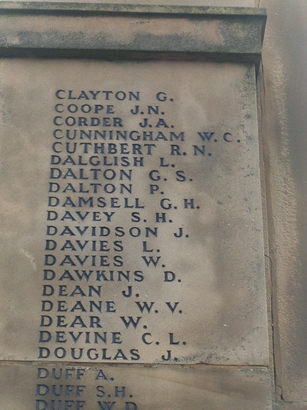 CLAYTON G.
COOPE J.N.
CORDER J.A.
CUNNINGHAM W.C.
CUTHBERT R.N.
DALGLISH L.
DALTON G.S.
DALTON P.
DAMSELL G.H.
DAVEY S.H.
DAVIDSON J.
DAVIES L.
DAVIES W.
DAWKINS D.
DEAN J.
DEANE W.V.
DEAR W.
DEVINE C.L.
DOUGLAS J.
DUFF A.
DUFF S.H.
DUFF W.D.